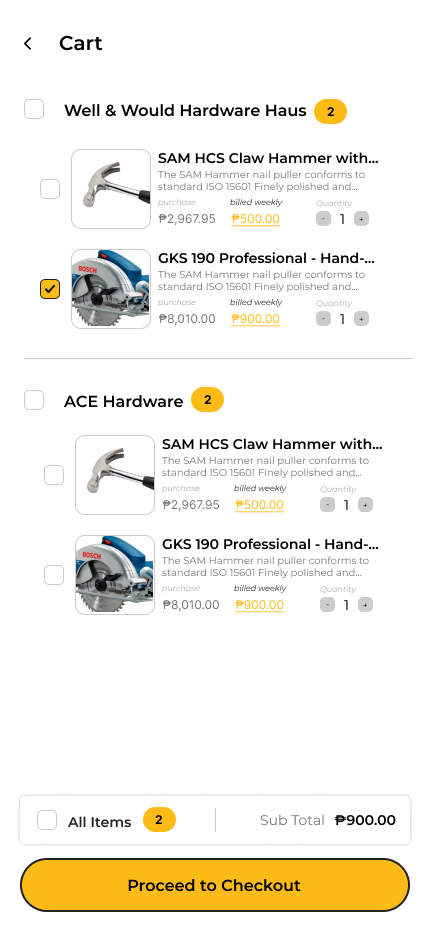 Cart
Well & Would Hardware Haus 2
SAM HCS Claw Hammer with...
The SAM Hammer nail puller conforms to
standard ISO 15601 Finely polished and...
purchase billed weekly Quantity
₱2,967.95 ₱500.00 - 1 +
BOSCH
GKS 190 Professional - Hand-...
The SAM Hammer nail puller conforms to
standard ISO 15601 Finely polished and...
purchase billed weekly Quantity
₱8,010.00 ₱900.00 - 1 +
ACE Hardware 2
SAM HCS Claw Hammer with...
The SAM Hammer nail puller conforms to
standard ISO 15601 Finely polished and...
purchase billed weekly Quantity
₱2,967.95 ₱500.00 - 1 +
BOSCH
GKS 190 Professional - Hand-...
The SAM Hammer nail puller conforms to
standard ISO 15601 Finely polished and...
purchase billed weekly Quantity
₱8,010.00 ₱900.00 - 1 +
All Items 2 Sub Total ₱900.00
Proceed to Checkout